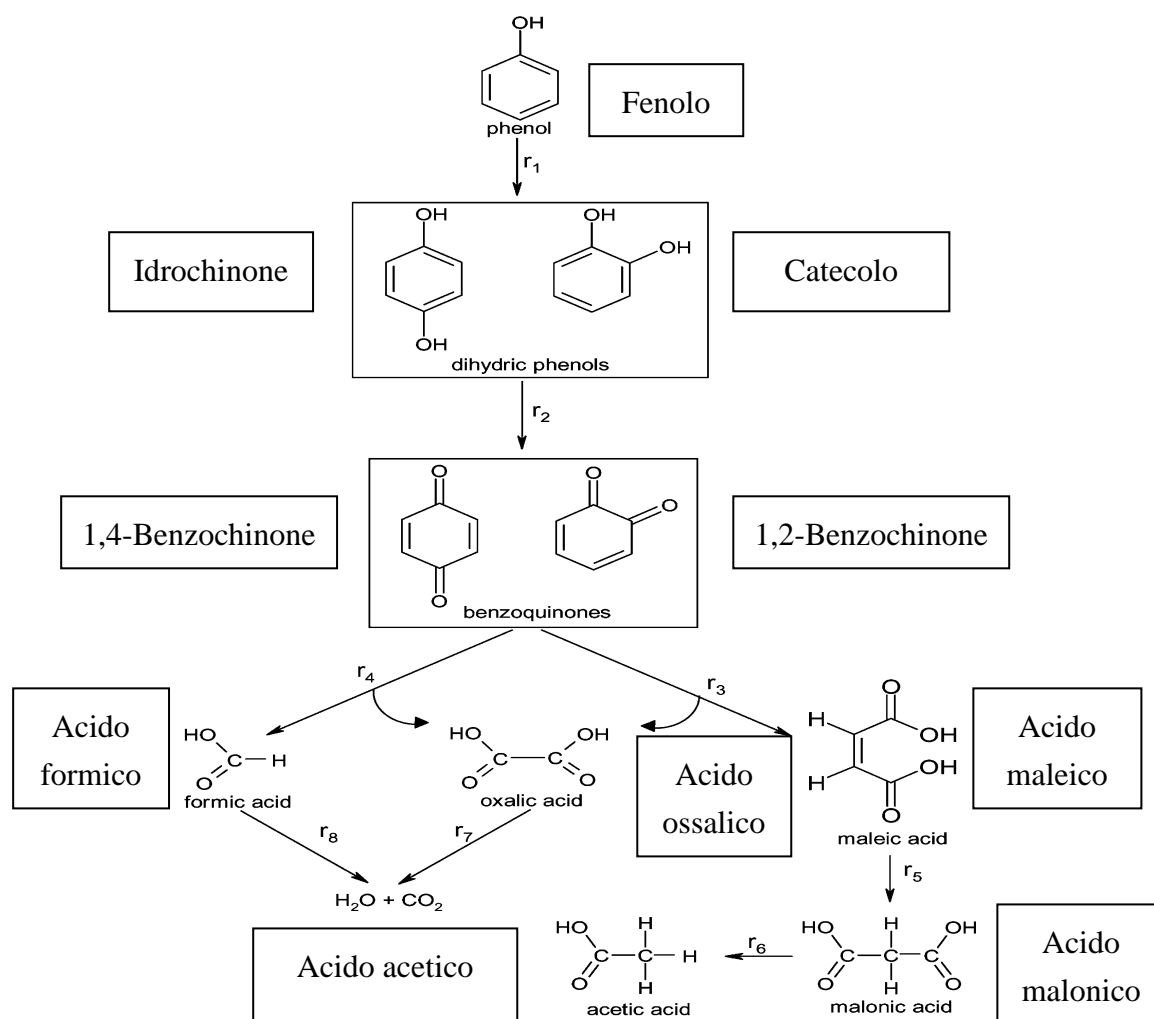 OH
phenol
Fenolo
r1
Idrochinone
OH
OH
OH
OH
dihydric phenols
Catecolo
r2
1,4-Benzochinone
O
O
O
O
benzoquinones
1,2-Benzochinone
r4
r3
Acido
formico
HO
C
H
O
formic acid
HO
OH
C
C
O
O
oxalic acid
Acido
ossalico
O
H
OH
H
OH
O
maleic acid
Acido
maleico
r8
r7
r5
H2O + CO2
Acido acetico
HO
H
C
C
H
O
H
acetic acid
r6
HO
H
OH
C
C
C
O
H
O
malonic acid
Acido
malonico